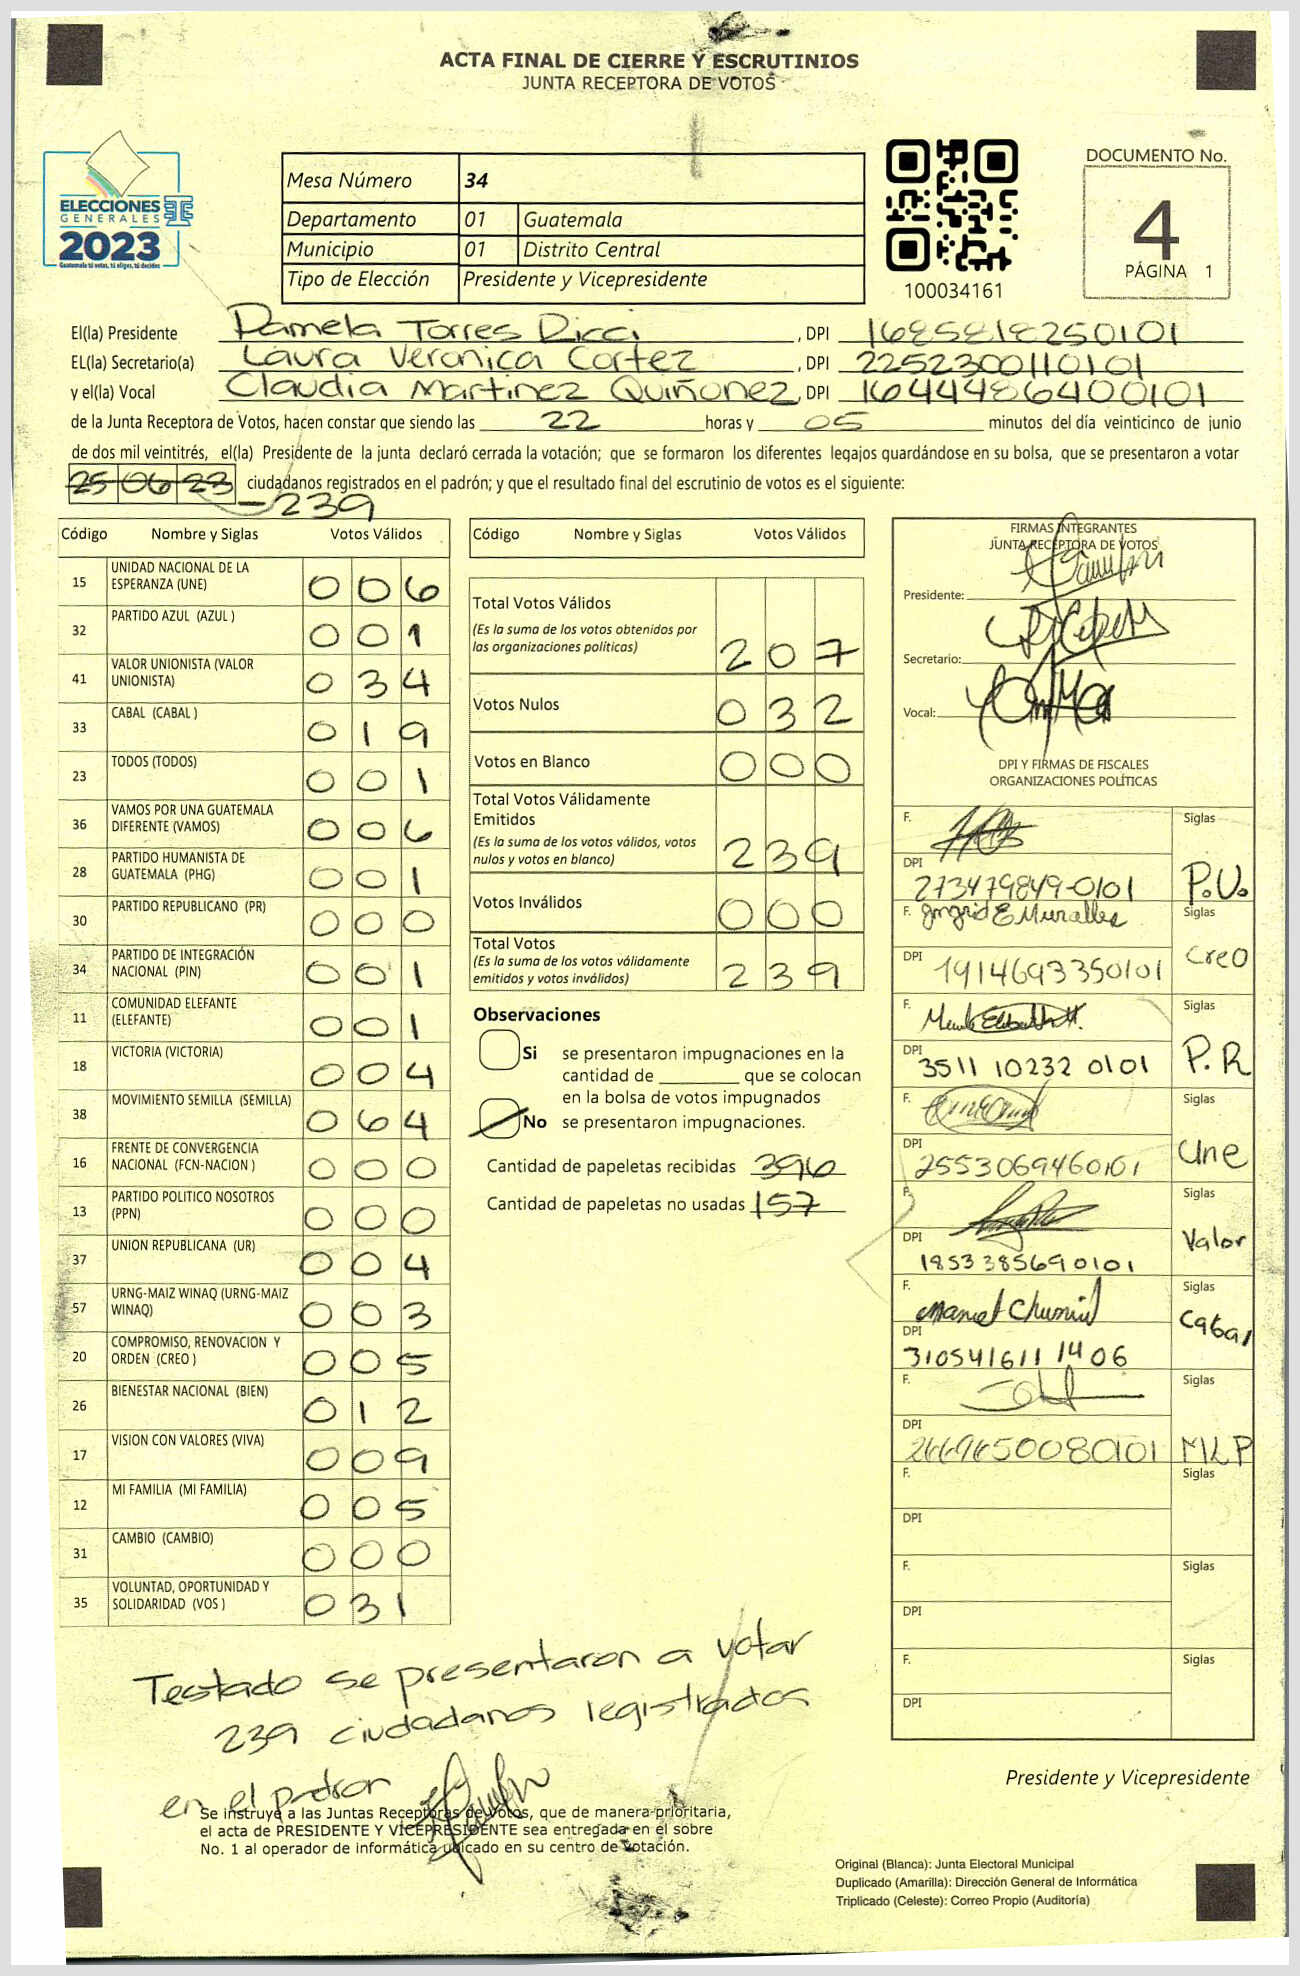 ACTA FINAL DE CIERRE Y ESCRUTINIOS
JUNTA RECEPTORA DE VOTOS
ELECCIONES
GENERALES
2023
Guatemala tú votas, tú eliges, tú decides
Mesa Número 34
Departamento 01 Guatemala
Municipio 01 Distrito Central
Tipo de Elección Presidente y Vicepresidente
100034161
DOCUMENTO No.
4
PÁGINA 1
El(la) Presidente Pamela Torres Ricci, DPI 1685818250101
EL(la) Secretario(a) Laura Veronica Cortez, DPI 2252300110101
y el(la) Vocal Claudia Martinez Quiñonez, DPI 1644486400101
de la Junta Receptora de Votos, hacen constar que siendo las 22 horas y 05 minutos del día veinticinco de junio
de dos mil veintitrés, el(la) Presidente de la junta declaró cerrada la votación; que se formaron los diferentes legajos guardándose en su bolsa, que se presentaron a votar
25 06 23 ciudadanos registrados en el padrón; y que el resultado final del escrutinio de votos es el siguiente:
- 239
Código Nombre y Siglas Votos Válidos
15 UNIDAD NACIONAL DE LA ESPERANZA (UNE) 006
32 PARTIDO AZUL (AZUL ) 001
41 VALOR UNIONISTA (VALOR UNIONISTA) 034
33 CABAL (CABAL ) 019
23 TODOS (TODOS) 001
36 VAMOS POR UNA GUATEMALA DIFERENTE (VAMOS) 006
28 PARTIDO HUMANISTA DE GUATEMALA (PHG) 001
30 PARTIDO REPUBLICANO (PR) 000
34 PARTIDO DE INTEGRACIÓN NACIONAL (PIN) 001
11 COMUNIDAD ELEFANTE (ELEFANTE) 001
18 VICTORIA (VICTORIA) 004
38 MOVIMIENTO SEMILLA (SEMILLA) 064
16 FRENTE DE CONVERGENCIA NACIONAL (FCN-NACION ) 000
13 PARTIDO POLITICO NOSOTROS (PPN) 000
37 UNION REPUBLICANA (UR) 004
57 URNG-MAIZ WINAQ (URNG-MAIZ WINAQ) 003
20 COMPROMISO, RENOVACION Y ORDEN (CREO ) 005
26 BIENESTAR NACIONAL (BIEN) 012
17 VISION CON VALORES (VIVA) 009
12 MI FAMILIA (MI FAMILIA) 005
31 CAMBIO (CAMBIO) 000
35 VOLUNTAD, OPORTUNIDAD Y SOLIDARIDAD (VOS ) 031
Código Nombre y Siglas Votos Válidos
Total Votos Válidos
(Es la suma de los votos obtenidos por
las organizaciones políticas) 207
Votos Nulos 032
Votos en Blanco 000
Total Votos Válidamente
Emitidos
(Es la suma de los votos válidos, votos
nulos y votos en blanco) 239
Votos Inválidos 000
Total Votos
(Es la suma de los votos válidamente
emitidos y votos inválidos) 239
Observaciones
Si se presentaron impugnaciones en la
cantidad de ________ que se colocan
en la bolsa de votos impugnados
No se presentaron impugnaciones.
Cantidad de papeletas recibidas 396
Cantidad de papeletas no usadas 157
FIRMAS INTEGRANTES
JUNTA RECEPTORA DE VOTOS
Presidente:
Secretario:
Vocal:
DPI Y FIRMAS DE FISCALES
ORGANIZACIONES POLÍTICAS
F. Siglas
DPI 273479849-0101 P.U.
F. Ingrid E Muralles Siglas
DPI 1914693350101 Creo
F. Siglas
DPI 3511 10232 0101 P.R
F. Siglas
DPI 2553069460101 Une
F. Siglas
DPI 1853385690101 Valor
F. Manuel Siglas
DPI 310541611 1406 Cabal
F. Siglas
DPI MLP
F. Siglas
DPI
F. Siglas
DPI
F. Siglas
DPI
Testado se presentaron a votar
239 ciudadanos registrados
en el padron
Se instruye a las Juntas Receptoras de Votos, que de manera prioritaria,
el acta de PRESIDENTE Y VICEPRESIDENTE sea entregada en el sobre
No. 1 al operador de informática ubicado en su centro de votación.
Presidente y Vicepresidente
Original (Blanca): Junta Electoral Municipal
Duplicado (Amarilla): Dirección General de Informática
Triplicado (Celeste): Correo Propio (Auditoría)